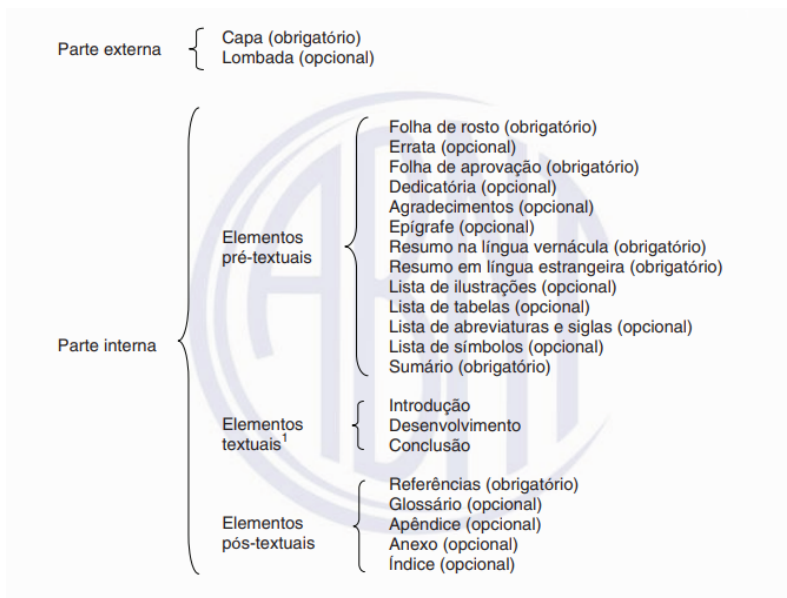 Parte externa
Capa (obrigatório)
Lombada (opcional)
Parte interna
Elementos
pré-textuais
Folha de rosto (obrigatório)
Errata (opcional)
Folha de aprovação (obrigatório)
Dedicatória (opcional)
Agradecimentos (opcional)
Epígrafe (opcional)
Resumo na língua vernácula (obrigatório)
Resumo em língua estrangeira (obrigatório)
Lista de ilustrações (opcional)
Lista de tabelas (opcional)
Lista de abreviaturas e siglas (opcional)
Lista de símbolos (opcional)
Sumário (obrigatório)
Elementos
textuais¹
Introdução
Desenvolvimento
Conclusão
Elementos
pós-textuais
Referências (obrigatório)
Glossário (opcional)
Apêndice (opcional)
Anexo (opcional)
Índice (opcional)
ABNT